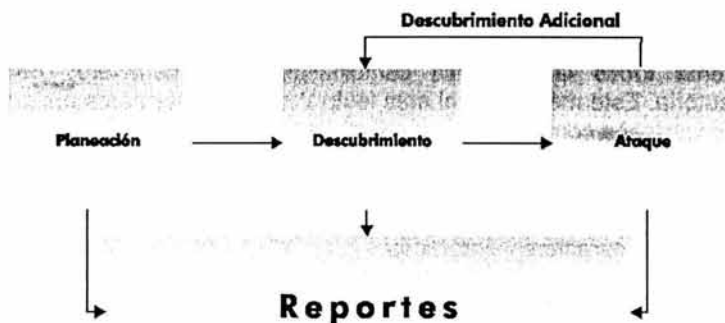 Descubrimiento Adicional
Planeación
Descubrimiento
Ataque
Reportes